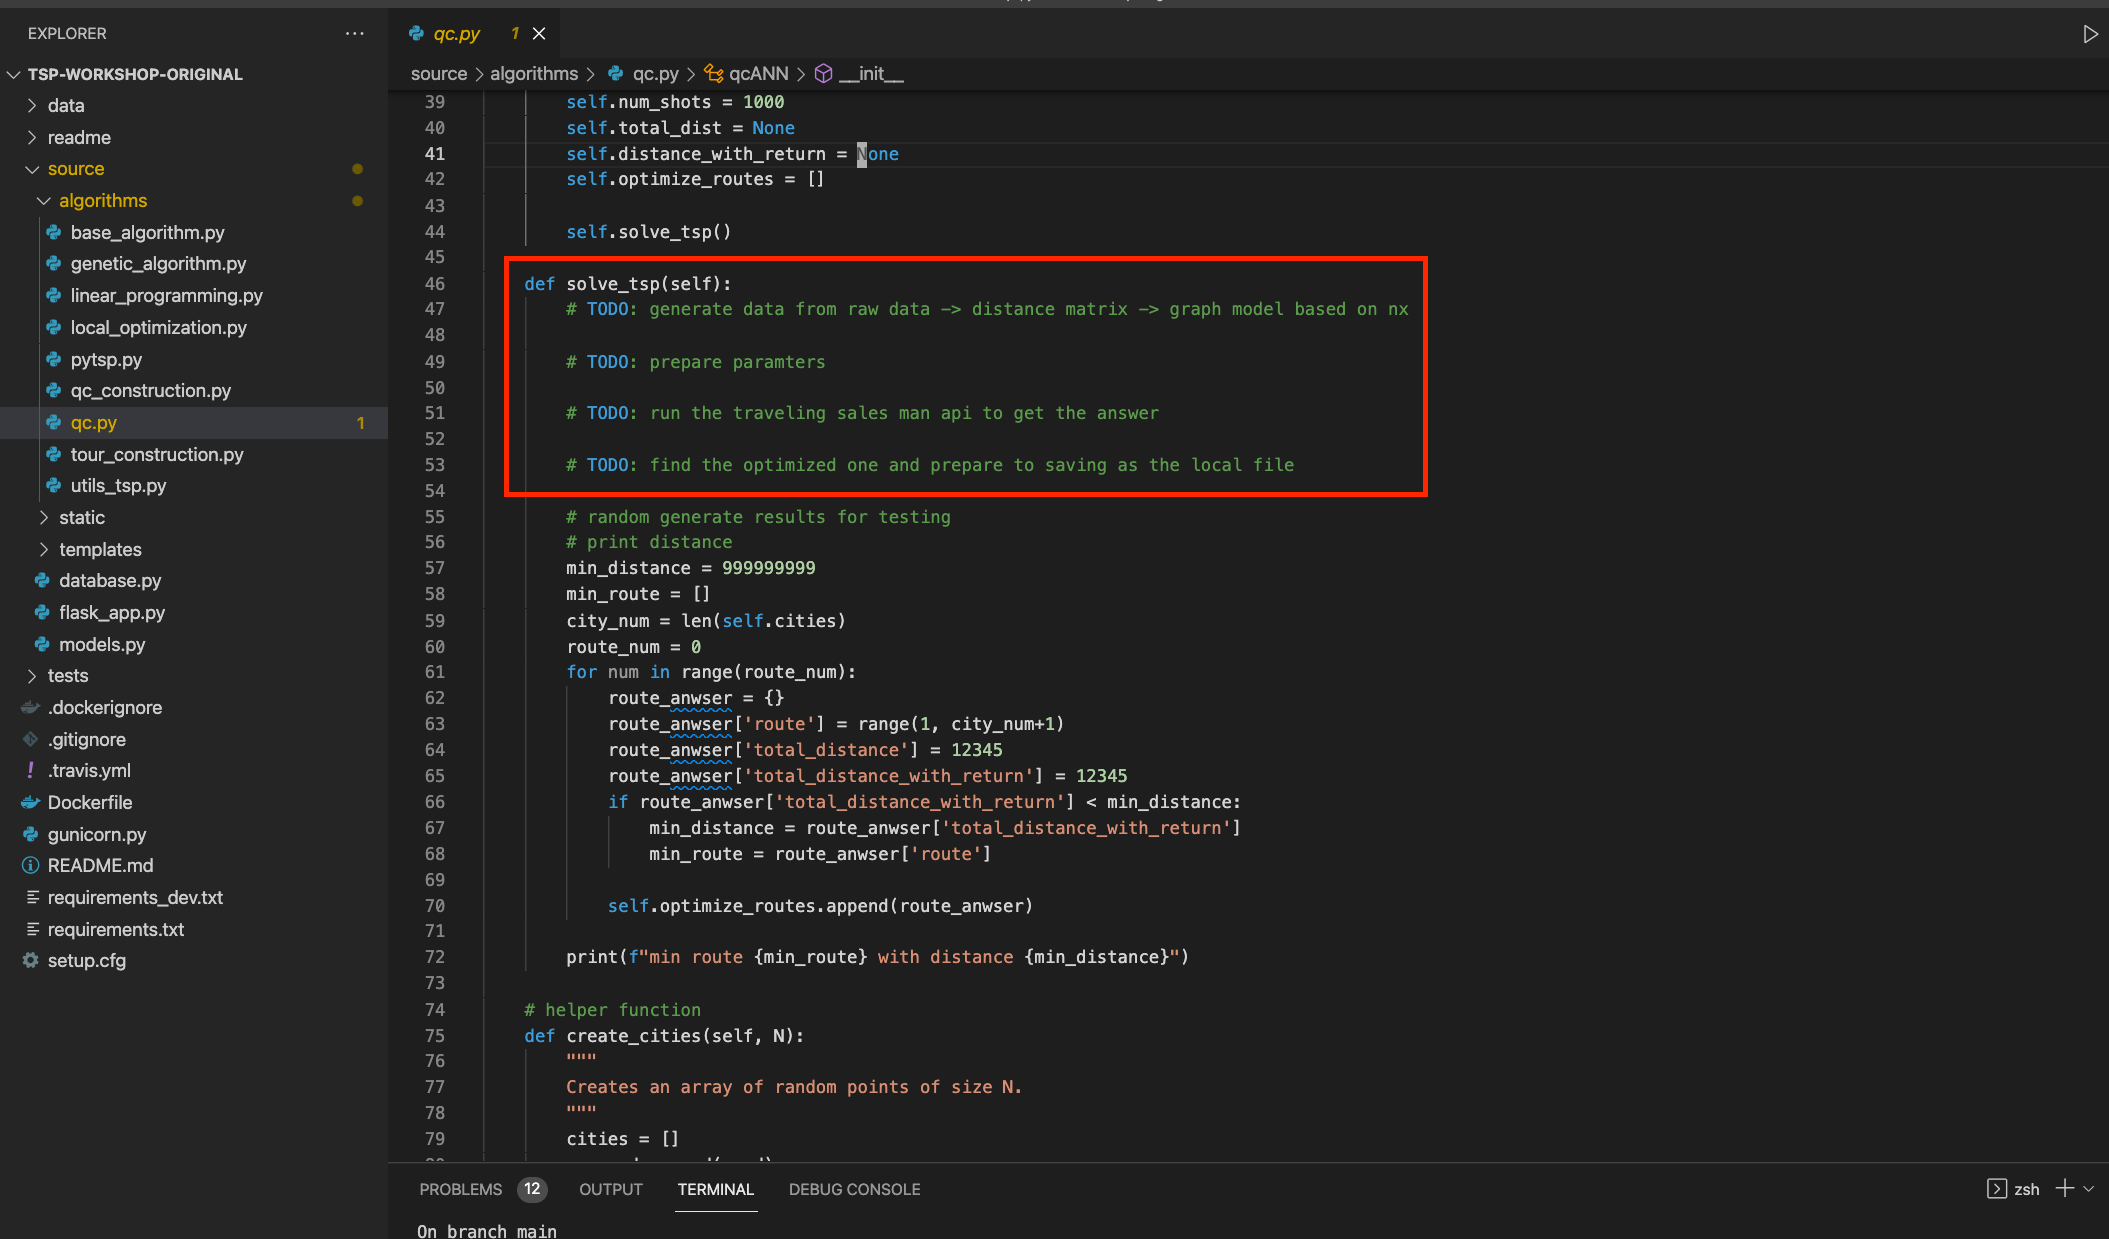 EXPLORER
...
TSP-WORKSHOP-ORIGINAL
data
readme
source
algorithms
base_algorithm.py
genetic_algorithm.py
linear_programming.py
local_optimization.py
pytsp.py
qc_construction.py
qc.py 1
tour_construction.py
utils_tsp.py
static
templates
database.py
flask_app.py
models.py
tests
.dockerignore
.gitignore
! .travis.yml
Dockerfile
gunicorn.py
README.md
requirements_dev.txt
requirements.txt
setup.cfg
qc.py 1
source > algorithms > qc.py > qcANN > __init__
39 self.num_shots = 1000
40 self.total_dist = None
41 self.distance_with_return = None
42 self.optimize_routes = []
43
44 self.solve_tsp()
45
46 def solve_tsp(self):
47 # TODO: generate data from raw data -> distance matrix -> graph model based on nx
48
49 # TODO: prepare paramters
50
51 # TODO: run the traveling sales man api to get the answer
52
53 # TODO: find the optimized one and prepare to saving as the local file
54
55 # random generate results for testing
56 # print distance
57 min_distance = 999999999
58 min_route = []
59 city_num = len(self.cities)
60 route_num = 0
61 for num in range(route_num):
62 route_anwser = {}
63 route_anwser['route'] = range(1, city_num+1)
64 route_anwser['total_distance'] = 12345
65 route_anwser['total_distance_with_return'] = 12345
66 if route_anwser['total_distance_with_return'] < min_distance:
67 min_distance = route_anwser['total_distance_with_return']
68 min_route = route_anwser['route']
69
70 self.optimize_routes.append(route_anwser)
71
72 print(f"min route {min_route} with distance {min_distance}")
73
74 # helper function
75 def create_cities(self, N):
76 """
77 Creates an array of random points of size N.
78 """
79 cities = []
PROBLEMS 12 OUTPUT TERMINAL DEBUG CONSOLE
zsh
On branch main